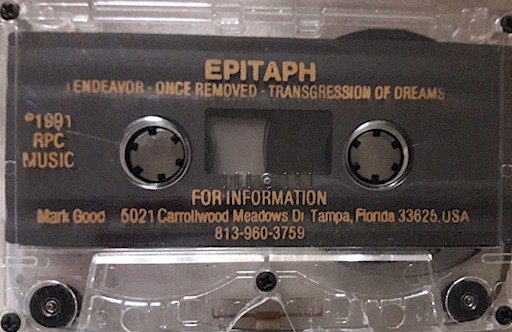 EPITAPH
ENDEAVOR - ONCE REMOVED - TRANSGRESSION OF DREAMS
©1991
RPC
MUSIC
FOR INFORMATION
Mark Good 5021 Carrollwood Meadows Dr Tampa, Florida 33625.USA
813-960-3759